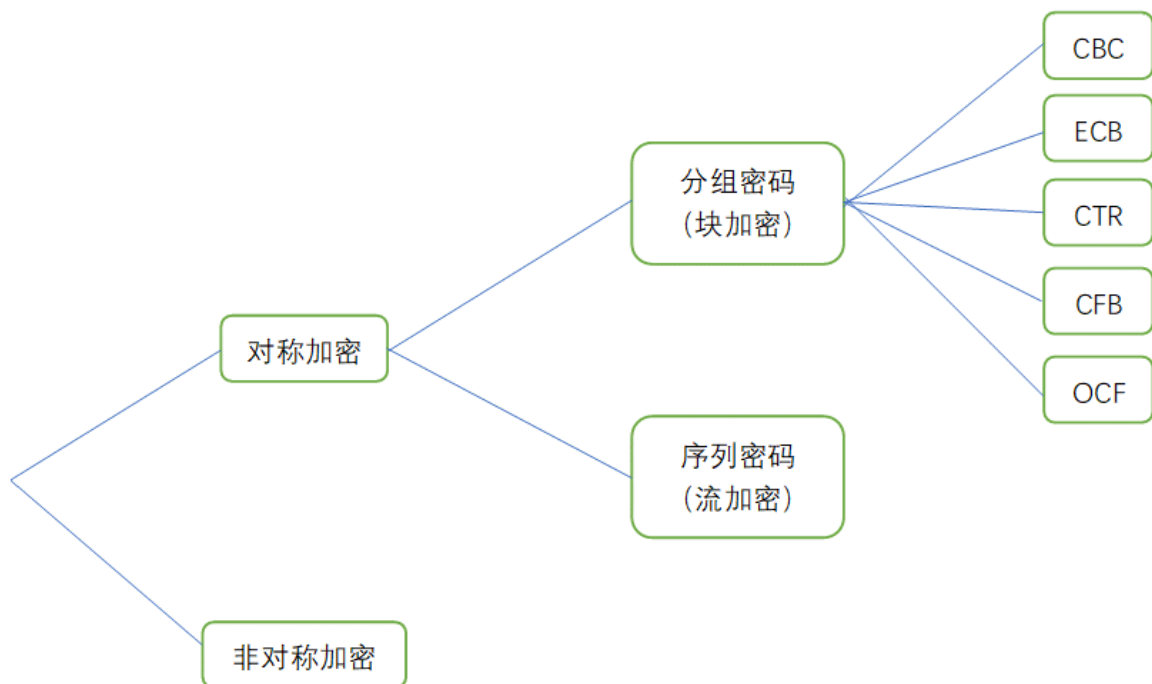 CBC
ECB
分组密码
（块加密）
CTR
CFB
对称加密
OCF
序列密码
（流加密）
非对称加密